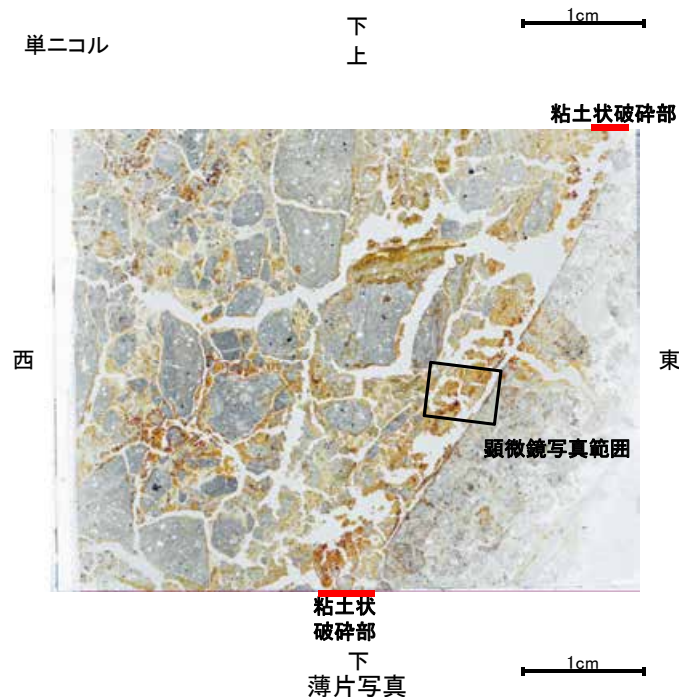 単ニコル
下
上
1cm
粘土状破砕部
西
東
顕微鏡写真範囲
粘土状
破砕部
下
薄片写真
1cm